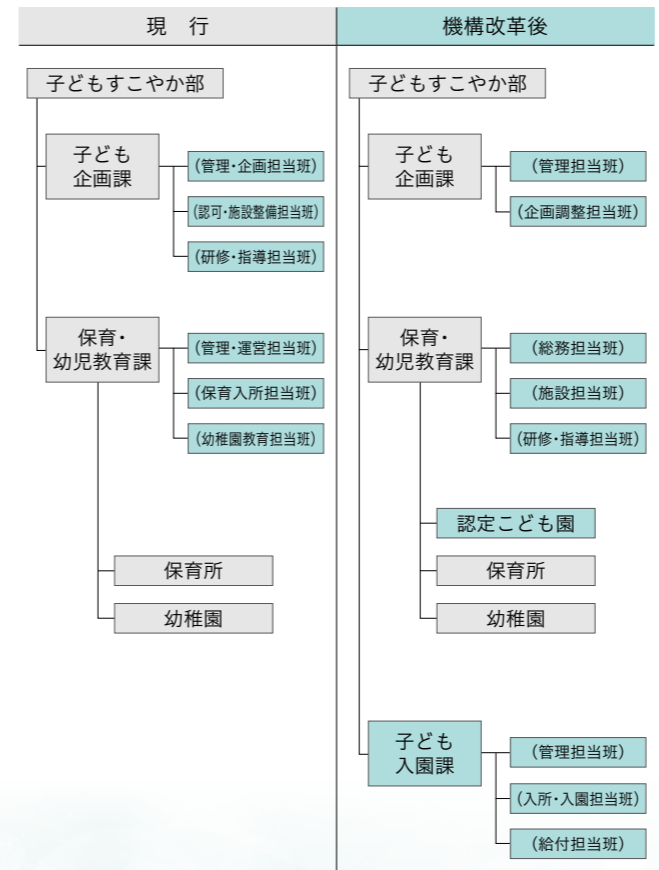 現　行
子どもすこやか部
子ども
企画課
(管理・企画担当班)
(認可・施設整備担当班)
(研修・指導担当班)
保育・
幼児教育課
(管理・運営担当班)
(保育入所担当班)
(幼稚園教育担当班)
保育所
幼稚園
機構改革後
子どもすこやか部
子ども
企画課
(管理担当班)
(企画調整担当班)
保育・
幼児教育課
(総務担当班)
(施設担当班)
(研修・指導担当班)
認定こども園
保育所
幼稚園
子ども
入園課
(管理担当班)
(入所・入園担当班)
(給付担当班)